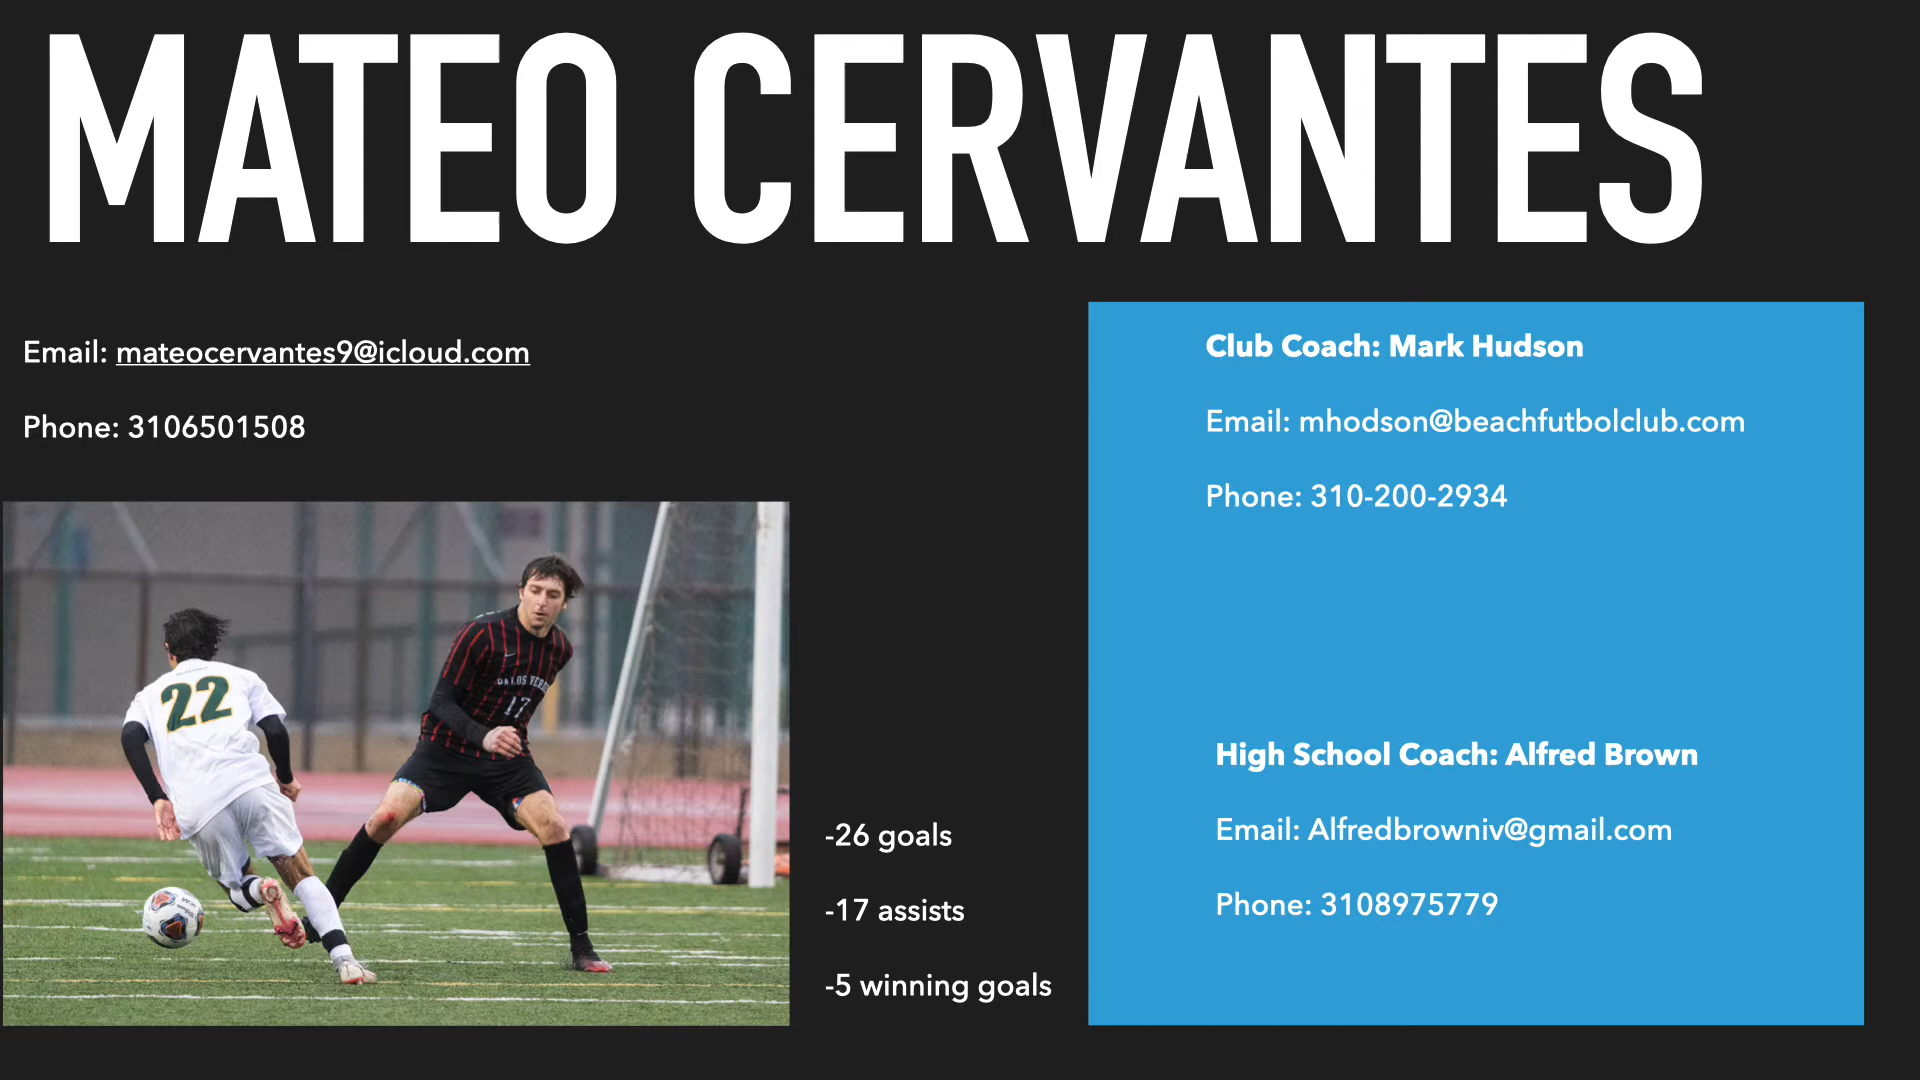 MATEO CERVANTES
Email: mateocervantes9@icloud.com
Phone: 3106501508
Club Coach: Mark Hudson
Email: mhodson@beachfutbolclub.com
Phone: 310-200-2934
22
17
-26 goals
-17 assists
-5 winning goals
High School Coach: Alfred Brown
Email: Alfredbrowniv@gmail.com
Phone: 3108975779